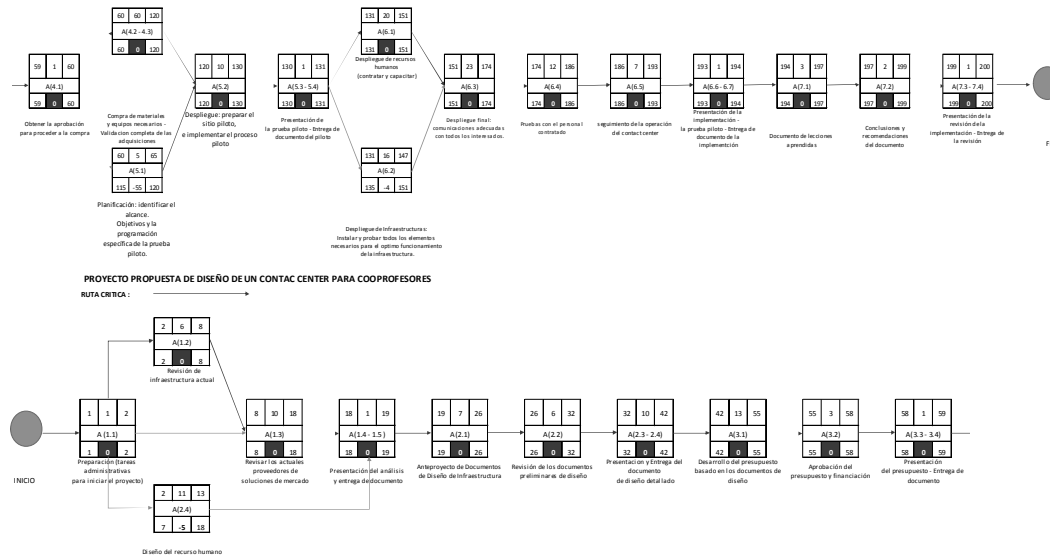 60 60 120
A(4.2 - 4.3)
60 0 120
Compra de materiales
y equipos necesarios -
Validacion completa de las
adquisiciones
59 1 60
A(4.1)
59 0 60
Obtener la aprobación
para proceder a la compra
60 5 65
A(5.1)
115 -55 120
Planificación: identificar el
alcance.
Objetivos y la
programación
específica de la prueba
piloto.
120 10 130
A(5.2)
120 0 130
Despliegue: preparar el
sitio piloto,
e implementar el proceso
piloto
130 1 131
A(5.3 - 5.4)
130 0 131
Presentación de
la prueba piloto - Entrega de
documento del piloto
131 20 151
A(6.1)
131 0 151
Despliegue de recursos
humanos
(contratar y capacitar)
131 16 147
A(6.2)
135 -4 151
Despliegue de Infraestructuras:
Instalar y probar todos los elementos
necesarios para el optimo funcionamiento
de la infraestructura.
151 23 174
A(6.3)
151 0 174
Despliegue final:
comunicaciones adecuadas
con todos los interesados.
174 12 186
A(6.4)
174 0 186
Pruebas con el personal
contratado
186 7 193
A(6.5)
186 0 193
seguimiento de la operación
del contact center
193 1 194
A(6.6 - 6.7)
193 0 194
Presentación de la
implementación -
la prueba piloto - Entrega de
documento de la
implementción
194 3 197
A(7.1)
194 0 197
Documento de lecciones
aprendidas
197 2 199
A(7.2)
197 0 199
Conclusiones y
recomendaciones
del documento
199 1 200
A(7.3 - 7.4)
199 0 200
Presentación de la
revisión de la
implementación - Entrega de
la revisión
F
PROYECTO PROPUESTA DE DISEÑO DE UN CONTAC CENTER PARA COOPROFESORES
RUTA CRITICA :
INICIO
1 1 2
A (1.1)
1 0 2
Preparación (tareas
administrativas
para iniciar el proyecto)
2 6 8
A(1.2)
2 0 8
Revisión de
infraestructura actual
2 11 13
A(2.4)
7 -5 18
Diseño del recurso humano
8 10 18
A(1.3)
8 0 18
Revisar los actuales
proveedores de
soluciones de mercado
18 1 19
A(1.4 - 1.5 )
18 0 19
Presentación del análisis
y entrega de documento
19 7 26
A(2.1)
19 0 26
Anteproyecto de Documentos
de Diseño de Infraestructura
26 6 32
A(2.2)
26 0 32
Revisión de los documentos
preliminares de diseño
32 10 42
A(2.3 - 2.4)
32 0 42
Presentacion y Entrega del
documento
de diseño detallado
42 13 55
A(3.1)
42 0 55
Desarrollo del presupuesto
basado en los documentos de
diseño
55 3 58
A(3.2)
55 0 58
Aprobación del
presupuesto y financiación
58 1 59
A(3.3 - 3.4)
58 0 59
Presentación
del presupuesto - Entrega de
documento